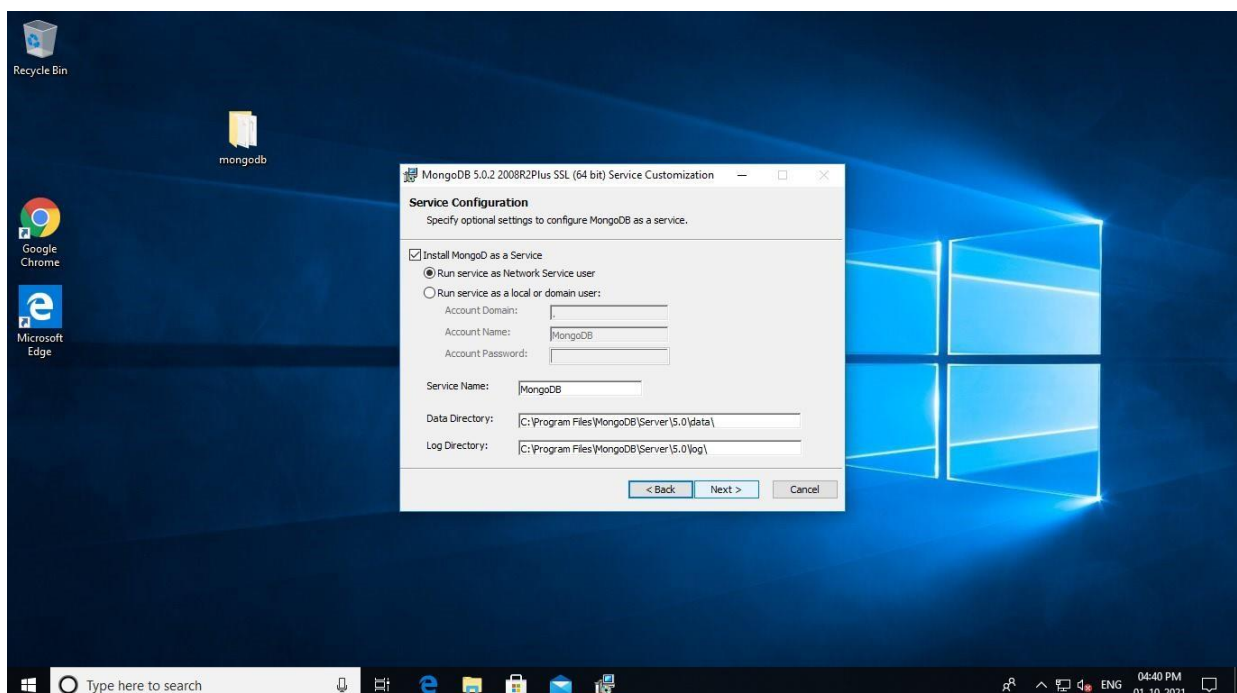 Recycle Bin
mongodb
Google
Chrome
Microsoft
Edge
MongoDB 5.0.2 2008R2Plus SSL (64 bit) Service Customization
Service Configuration
Specify optional settings to configure MongoDB as a service.
Install MongoD as a Service
Run service as Network Service user
Run service as a local or domain user:
Account Domain: .
Account Name: MongoDB
Account Password:
Service Name: MongoDB
Data Directory: C:\Program Files\MongoDB\Server\5.0\data\
Log Directory: C:\Program Files\MongoDB\Server\5.0\log\
< Back Next > Cancel
Type here to search
ENG
04:40 PM
01-10-2021